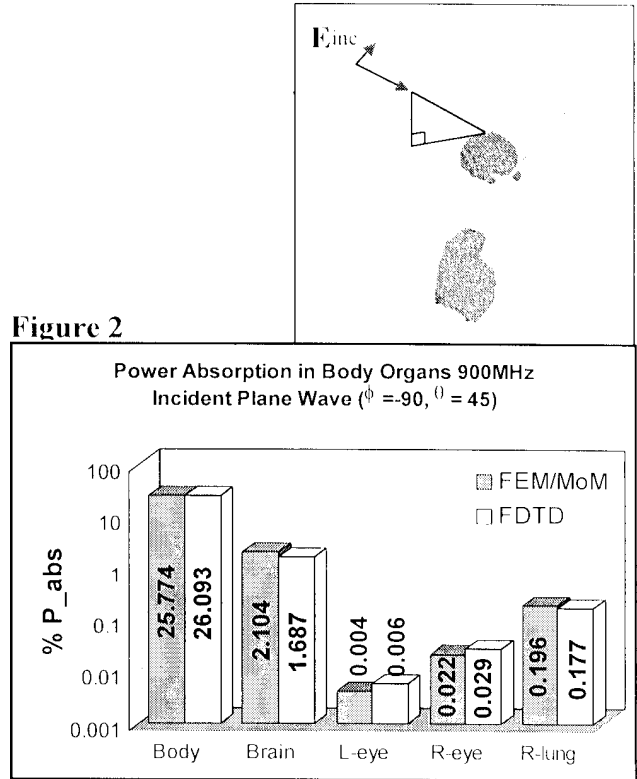 Einc
Figure 2
Power Absorption in Body Organs 900MHz
Incident Plane Wave (ϕ =-90, θ = 45)
100
10
1
0.1
0.01
0.001
% P_abs
FEM/MoM
FDTD
25.774
26.093
2.104
1.687
0.004
0.006
0.022
0.029
0.196
0.177
Body Brain L-eye R-eye R-lung